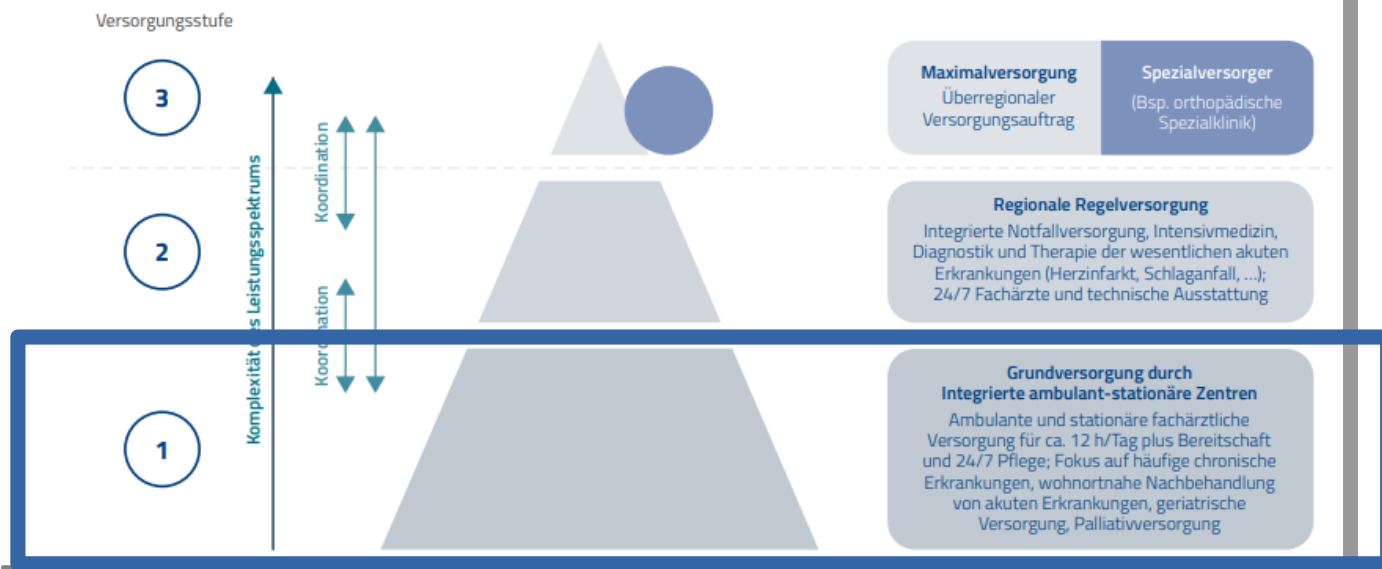 Versorgungsstufe
3
Maximalversorgung
Überregionaler
Versorgungsauftrag
Spezialversorger
(Bsp. orthopädische
Spezialklinik)
Komplexität des Leistungsspektrums
Koordination
2
Regionale Regelversorgung
Integrierte Notfallversorgung, Intensivmedizin,
Diagnostik und Therapie der wesentlichen akuten
Erkrankungen (Herzinfarkt, Schlaganfall, ...);
24/7 Fachärzte und technische Ausstattung
Koordination
1
Grundversorgung durch
Integrierte ambulant-stationäre Zentren
Ambulante und stationäre fachärztliche
Versorgung für ca. 12 h/Tag plus Bereitschaft
und 24/7 Pflege; Fokus auf häufige chronische
Erkrankungen, wohnortnahe Nachbehandlung
von akuten Erkrankungen, geriatrische
Versorgung, Palliativversorgung